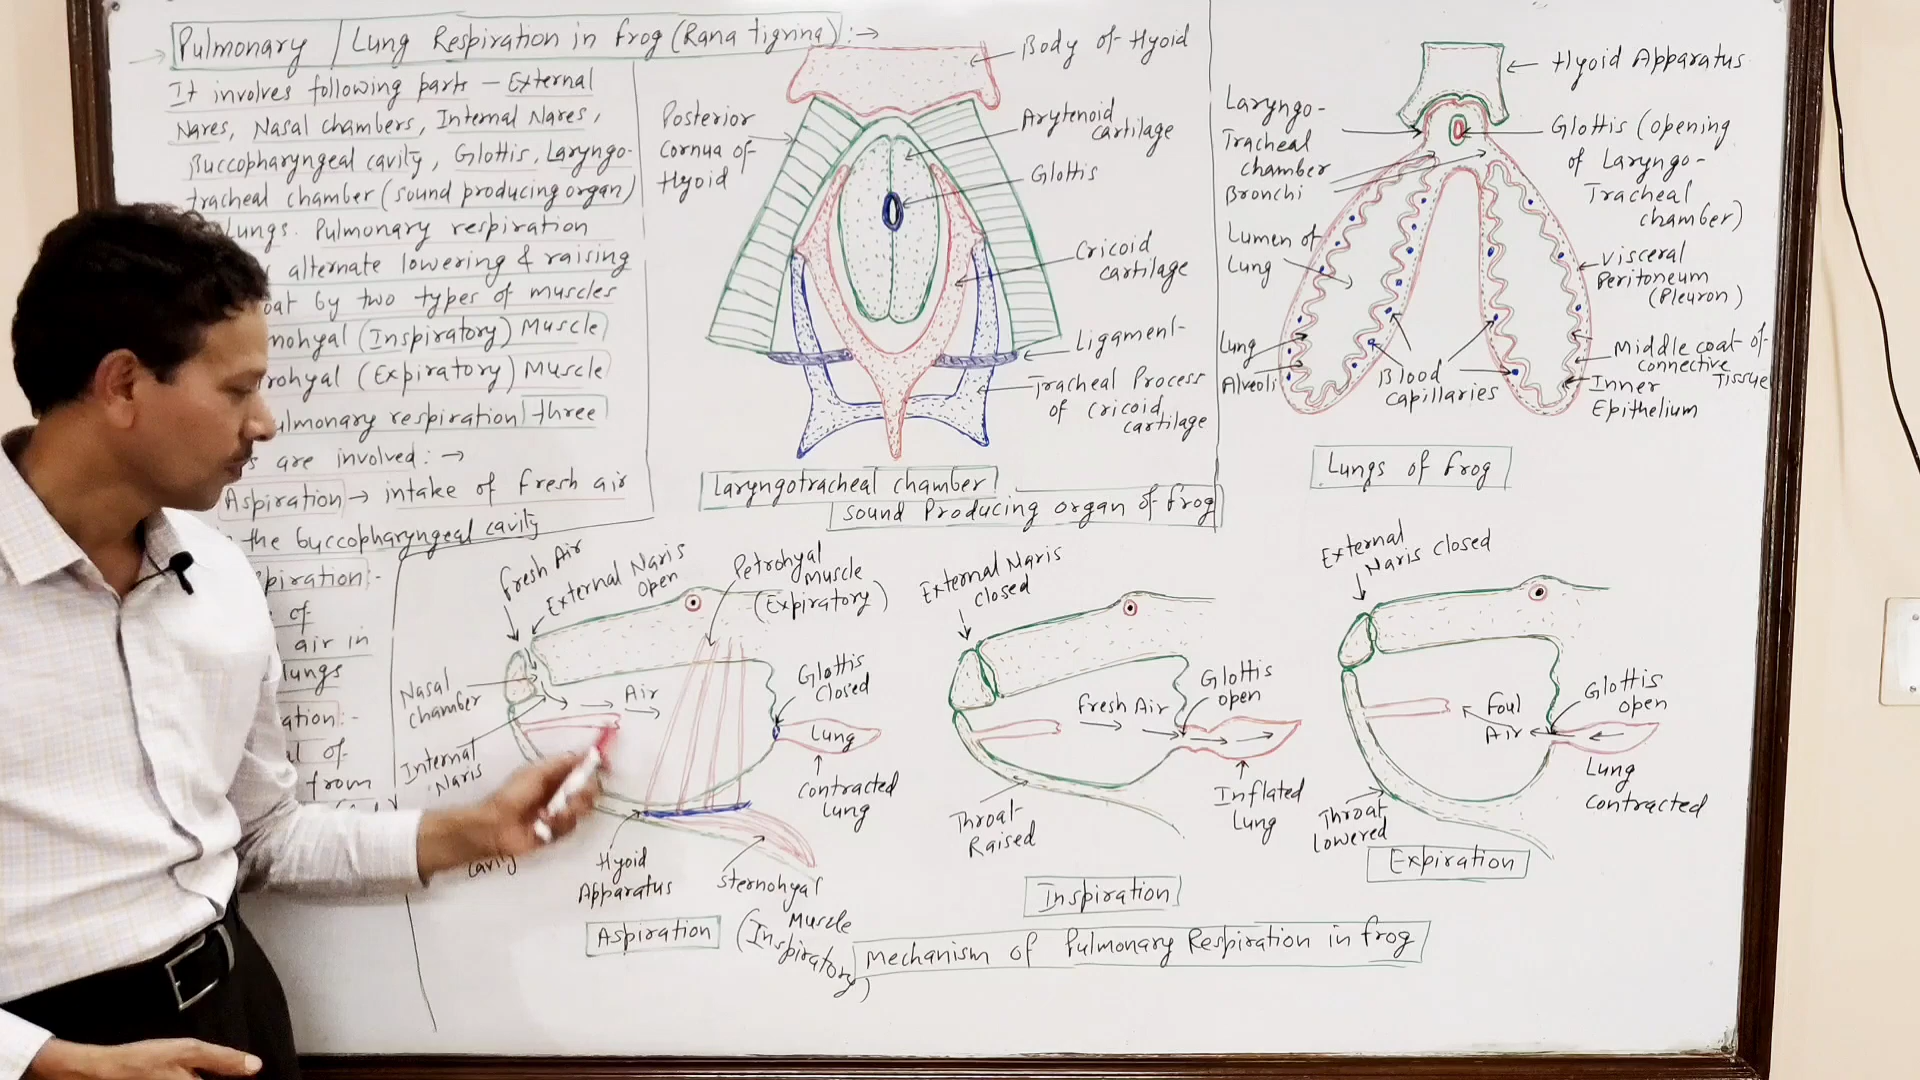 Pulmonary / Lung Respiration in frog (Rana tigrina) :→
It involves following parts — External
Nares, Nasal chambers, Internal Nares,
Buccopharyngeal cavity, Glottis, Laryngo-
tracheal chamber (sound producing organ)
Lungs. Pulmonary respiration
alternate lowering & raising
by two types of muscles
(Inspiratory) Muscle
(Expiratory) Muscle
respiration three
are involved: →
Aspiration → intake of fresh air
the buccopharyngeal cavity
of
air in
lungs
of
from
Body of Hyoid
Posterior
Cornua of
Hyoid
Arytenoid
cartilage
Glottis
Cricoid
cartilage
Ligament-
Tracheal Process
of cricoid
cartilage
Laryngotracheal chamber
sound Producing organ of frog
Hyoid Apparatus
Laryngo-
Tracheal
chamber
Bronchi
Glottis (opening
of Laryngo-
Tracheal
chamber)
Lumen of
Lung
Visceral
Peritoneum
(Pleuron)
Lung
Alveoli
Blood
capillaries
Middle coat of
connective Tissue
Inner
Epithelium
Lungs of frog
fresh Air
External Naris
Open
Petrohyal
Muscle
(Expiratory)
Nasal
chamber
Air
Glottis
Closed
Lung
Internal
Naris
Contracted
Lung
cavity
Hyoid
Apparatus
Sternohyal
Muscle
(Inspiratory)
Aspiration
External Naris
closed
Fresh Air
Glottis
open
Throat
Raised
Inflated
Lung
Inspiration
External
Naris Closed
Foul
Air
Glottis
open
Throat
Lowered
Lung
contracted
Expiration
Mechanism of Pulmonary Respiration in frog